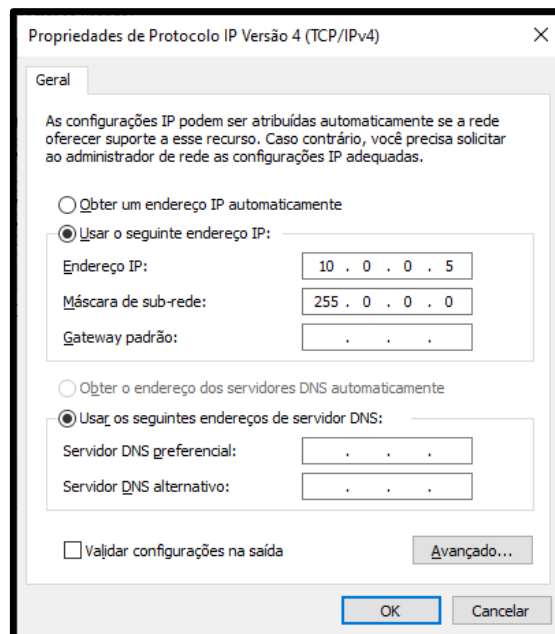 Propriedades de Protocolo IP Versão 4 (TCP/IPv4)
Geral
As configurações IP podem ser atribuídas automaticamente se a rede
oferecer suporte a esse recurso. Caso contrário, você precisa solicitar
ao administrador de rede as configurações IP adequadas.
Obter um endereço IP automaticamente
Usar o seguinte endereço IP:
Endereço IP: 10 . 0 . 0 . 5
Máscara de sub-rede: 255 . 0 . 0 . 0
Gateway padrão: . . .
Obter o endereço dos servidores DNS automaticamente
Usar os seguintes endereços de servidor DNS:
Servidor DNS preferencial: . . .
Servidor DNS alternativo: . . .
Validar configurações na saída Avançado...
OK Cancelar